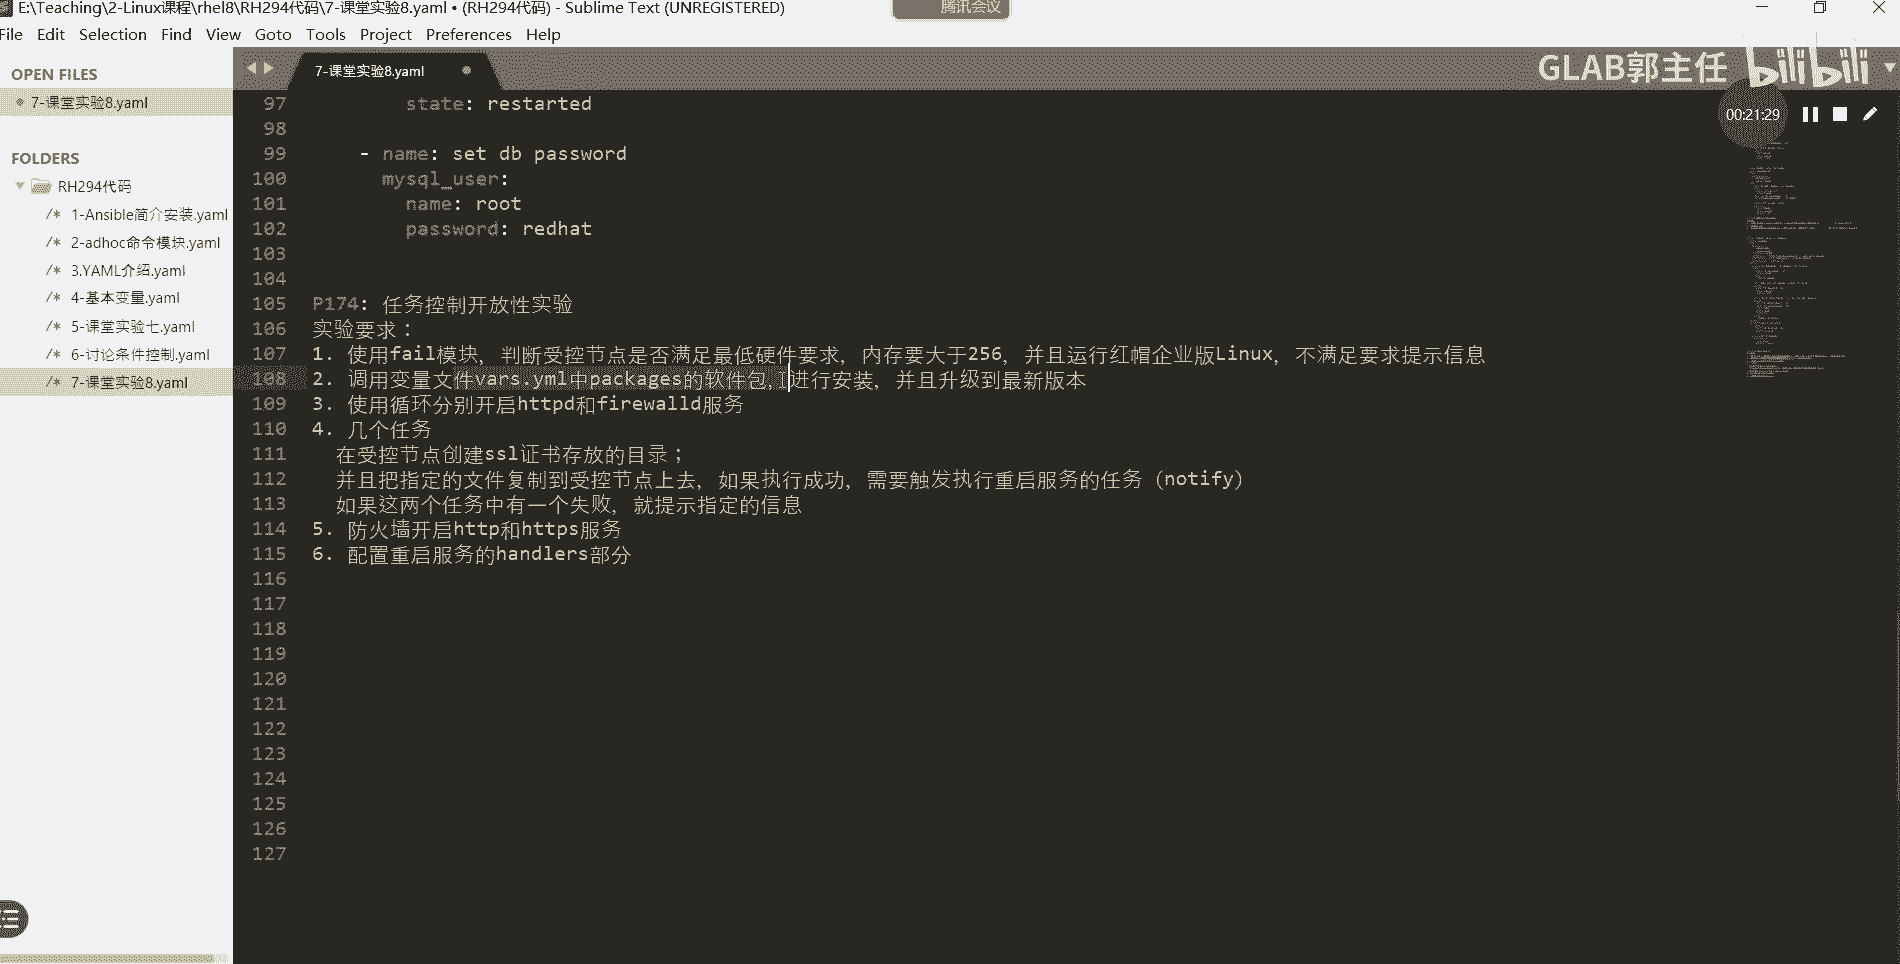 E:\Teaching\2-Linux课程\rhel8\RH294代码\7-课堂实验8.yaml • (RH294代码) - Sublime Text (UNREGISTERED)
腾讯会议
File Edit Selection Find View Goto Tools Project Preferences Help
OPEN FILES
7-课堂实验8.yaml
FOLDERS
RH294代码
/* 1-Ansible简介安装.yaml
/* 2-adhoc命令模块.yaml
/* 3.YAML介绍.yaml
/* 4-基本变量.yaml
/* 5-课堂实验七.yaml
/* 6-讨论条件控制.yaml
/* 7-课堂实验8.yaml
7-课堂实验8.yaml
GLAB郭主任 bilibili
00:21:29
97 state: restarted
98
99 - name: set db password
100 mysql_user:
101 name: root
102 password: redhat
103
104
105 P174: 任务控制开放性实验
106 实验要求：
107 1. 使用fail模块，判断受控节点是否满足最低硬件要求，内存要大于256，并且运行红帽企业版Linux，不满足要求提示信息
108 2. 调用变量文件vars.yml中packages的软件包，进行安装，并且升级到最新版本
109 3. 使用循环分别开启httpd和firewalld服务
110 4. 几个任务
111 在受控节点创建ssl证书存放的目录；
112 并且把指定的文件复制到受控节点上去，如果执行成功，需要触发执行重启服务的任务（notify）
113 如果这两个任务中有一个失败，就提示指定的信息
114 5. 防火墙开启http和https服务
115 6. 配置重启服务的handlers部分
116
117
118
119
120
121
122
123
124
125
126
127